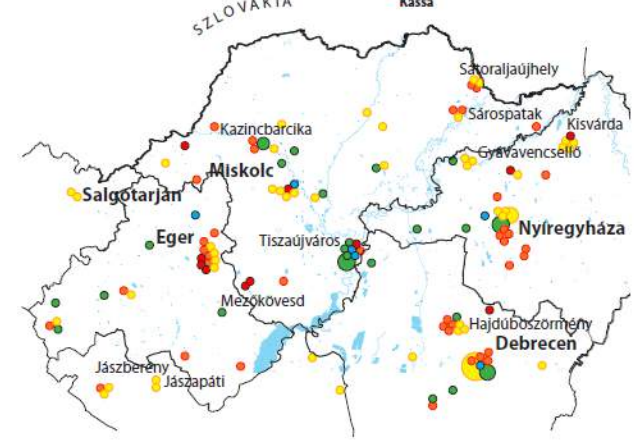 SZLOVÁKIA
Kassa
Sátoraljaújhely
Sárospatak
Kisvárda
Kazincbarcika
Gyávavencsellő
Miskolc
Salgótarján
Nyíregyháza
Eger
Tiszaújváros
Mezőkövesd
Hajdúböszörmény
Debrecen
Jászberény
Jászapáti